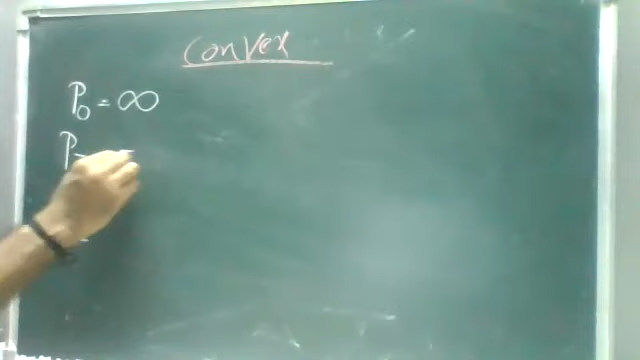 Convex
P₀ = ∞
P